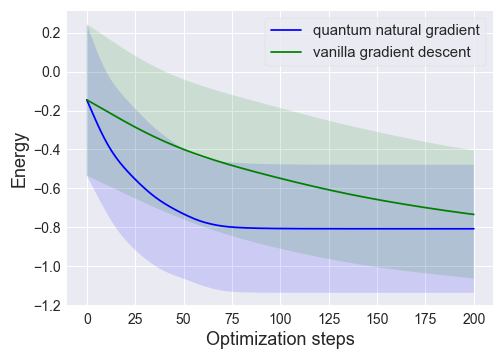 quantum natural gradient
vanilla gradient descent
Energy
0.2
0.0
−0.2
−0.4
−0.6
−0.8
−1.0
−1.2
0 25 50 75 100 125 150 175 200
Optimization steps